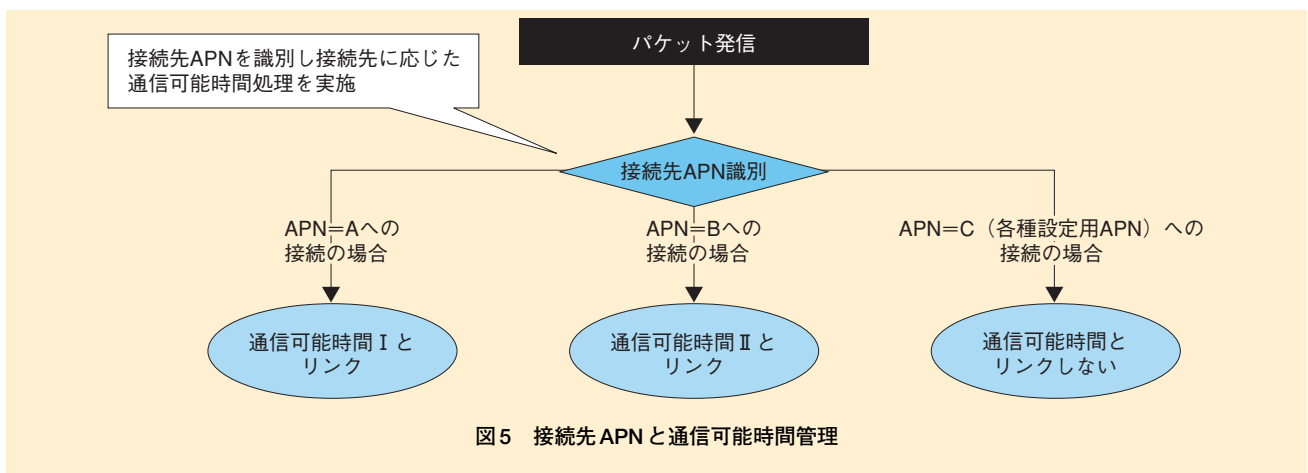 パケット発信
接続先APNを識別し接続先に応じた
通信可能時間処理を実施
接続先APN識別
APN=Aへの
接続の場合
APN=Bへの
接続の場合
APN=C（各種設定用APN）への
接続の場合
通信可能時間Ⅰと
リンク
通信可能時間Ⅱと
リンク
通信可能時間と
リンクしない
図5 接続先APNと通信可能時間管理